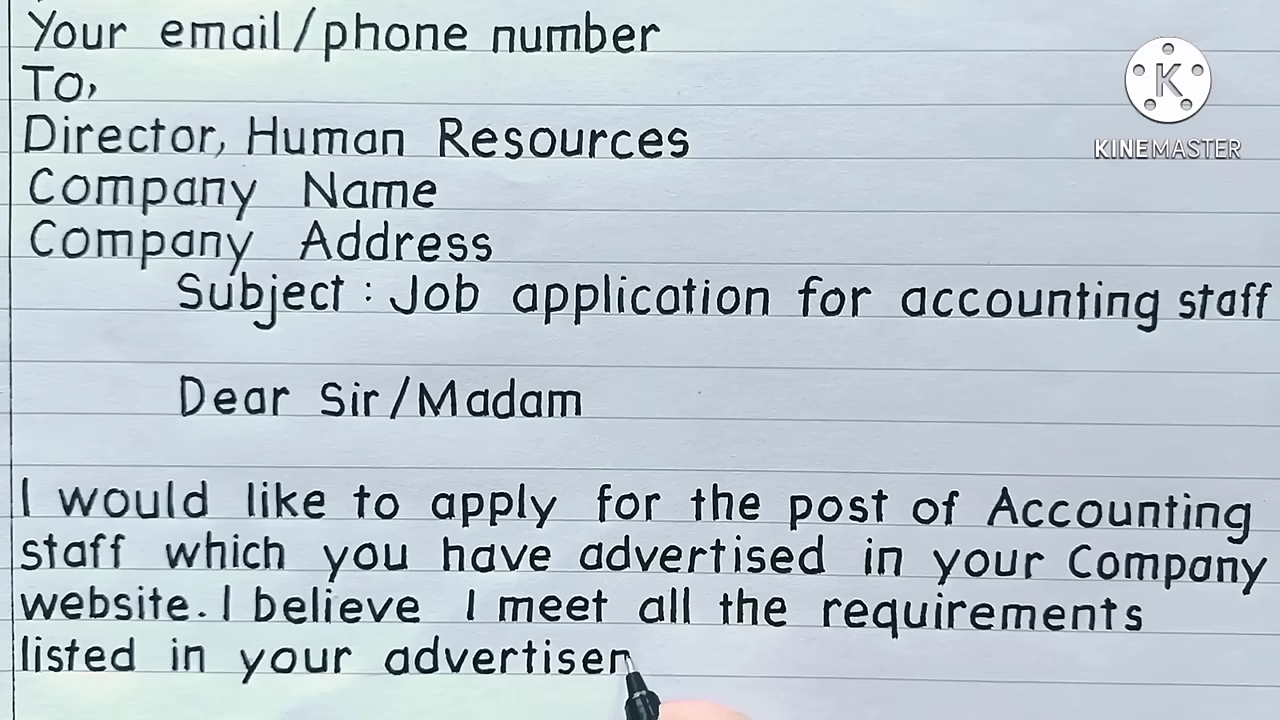 Your email/phone number
To,
Director, Human Resources
Company Name
Company Address
Subject : Job application for accounting staff
Dear Sir/Madam
I would like to apply for the post of Accounting
staff which you have advertised in your Company
website. I believe I meet all the requirements
listed in your advertisen
K
KINEMASTER